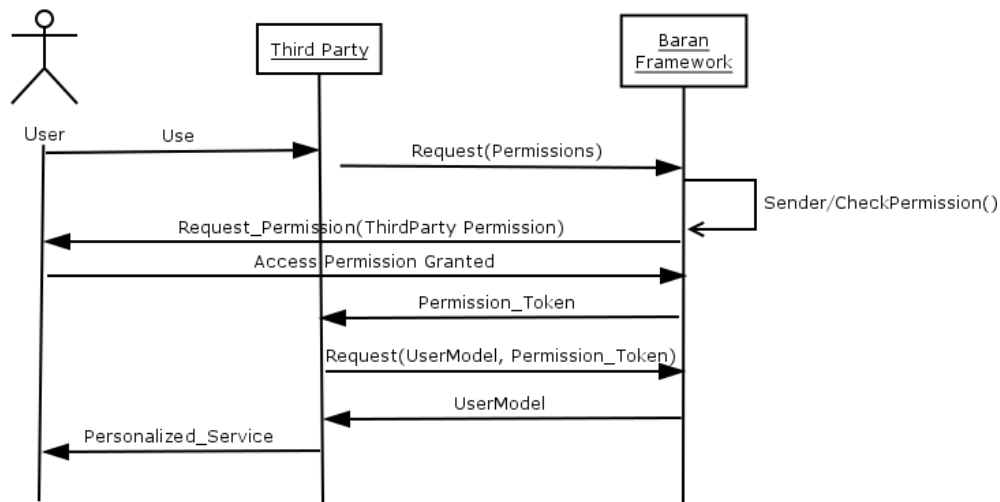 Third Party
Baran
Framework
User
Use
Request(Permissions)
Sender/CheckPermission()
Request_Permission(ThirdParty Permission)
Access Permission Granted
Permission_Token
Request(UserModel, Permission_Token)
UserModel
Personalized_Service